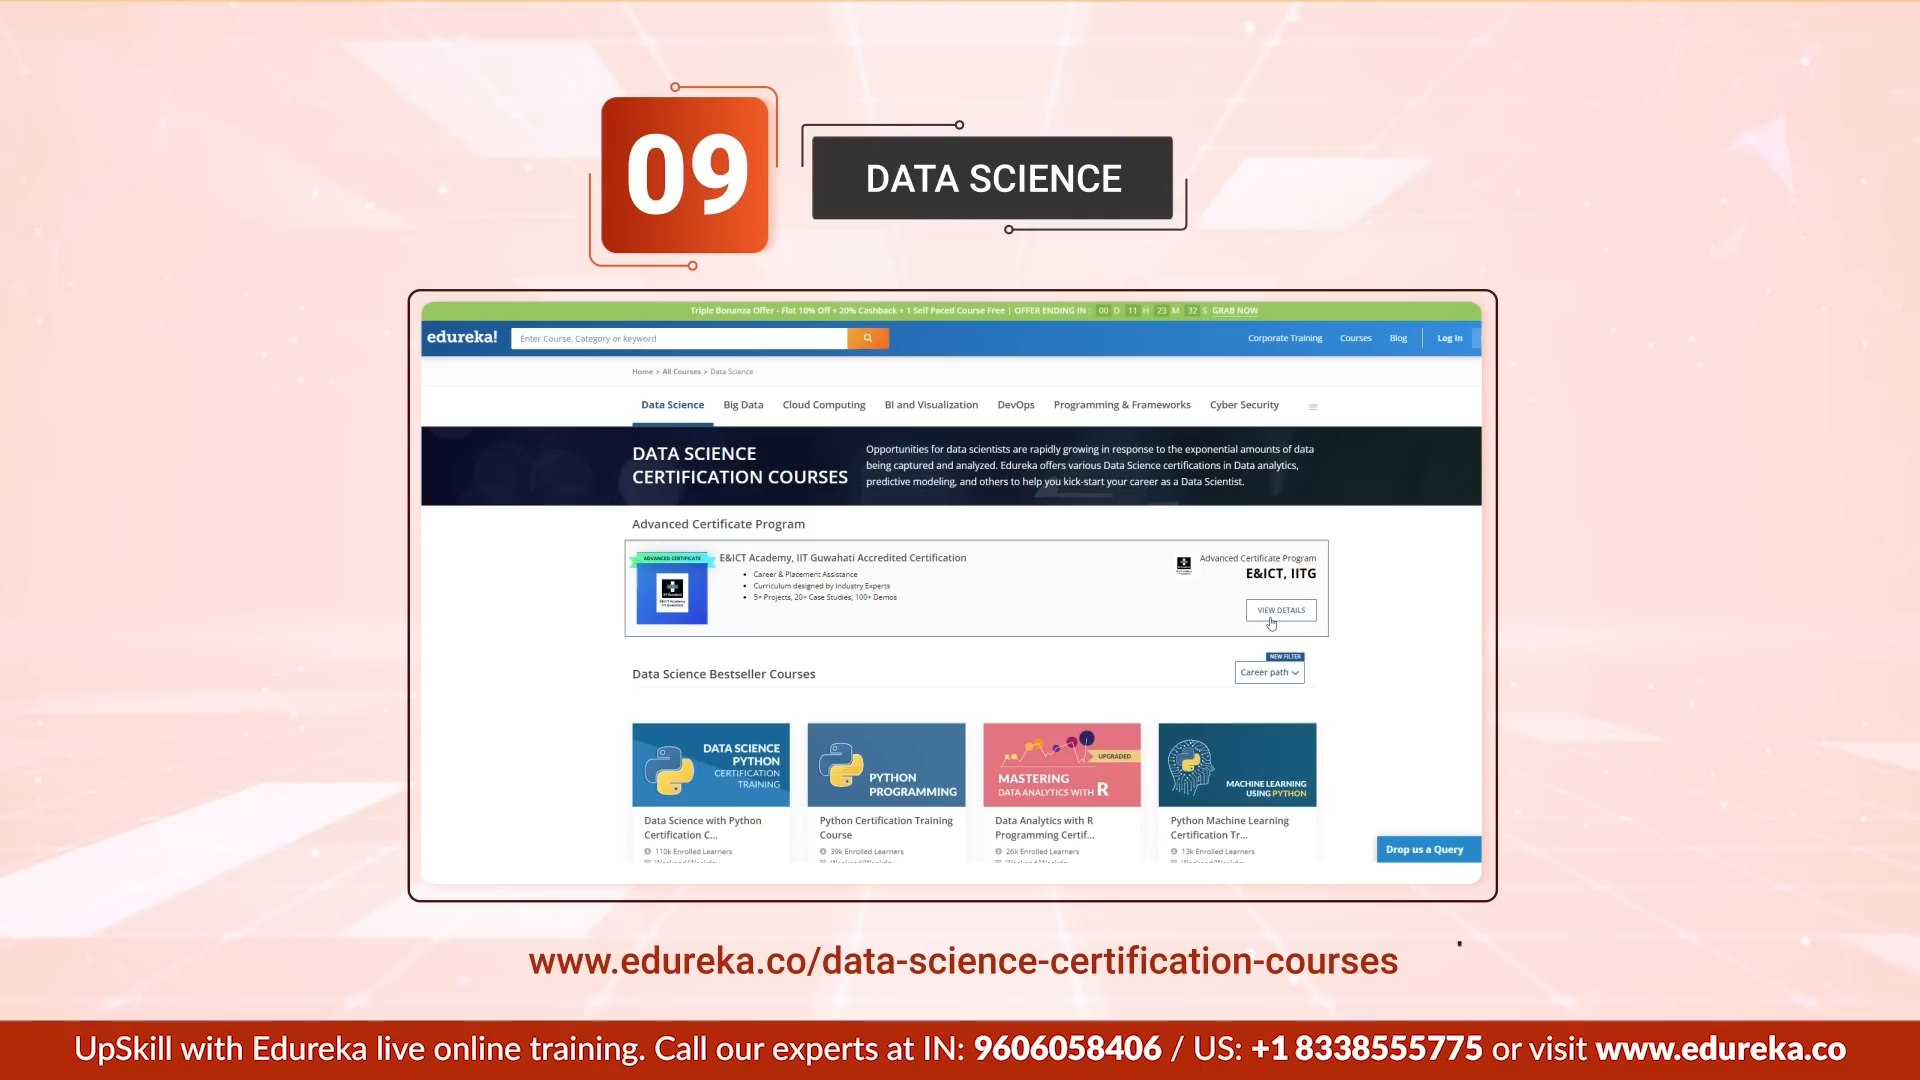 09
DATA SCIENCE
Triple Bonanza Offer - Flat 10% Off + 20% Cashback + 1 Self Paced Course Free | OFFER ENDING IN : 00 D 11 H 23 M 32 S GRAB NOW
edureka!
Enter Course, Category or keyword
Corporate Training Courses Blog Log In
Home > All Courses > Data Science
Data Science Big Data Cloud Computing BI and Visualization DevOps Programming & Frameworks Cyber Security
DATA SCIENCE
CERTIFICATION COURSES
Opportunities for data scientists are rapidly growing in response to the exponential amounts of data
being captured and analyzed. Edureka offers various Data Science certifications in Data analytics,
predictive modeling, and others to help you kick-start your career as a Data Scientist.
Advanced Certificate Program
ADVANCED CERTIFICATE
E&ICT Academy, IIT Guwahati Accredited Certification
• Career & Placement Assistance
• Curriculum designed by Industry Experts
• 5+ Projects, 20+ Case Studies, 100+ Demos
Advanced Certificate Program
E&ICT, IITG
VIEW DETAILS
Data Science Bestseller Courses
NEW FILTER
Career path
DATA SCIENCE
PYTHON
CERTIFICATION
TRAINING
Data Science with Python
Certification C...
110k Enrolled Learners
PYTHON
PROGRAMMING
Python Certification Training
Course
39k Enrolled Learners
UPGRADED
MASTERING
DATA ANALYTICS WITH R
Data Analytics with R
Programming Certif...
26k Enrolled Learners
MACHINE LEARNING
USING PYTHON
Python Machine Learning
Certification Tr...
13k Enrolled Learners
Drop us a Query
www.edureka.co/data-science-certification-courses
UpSkill with Edureka live online training. Call our experts at IN: 9606058406 / US: +1 8338555775 or visit www.edureka.co